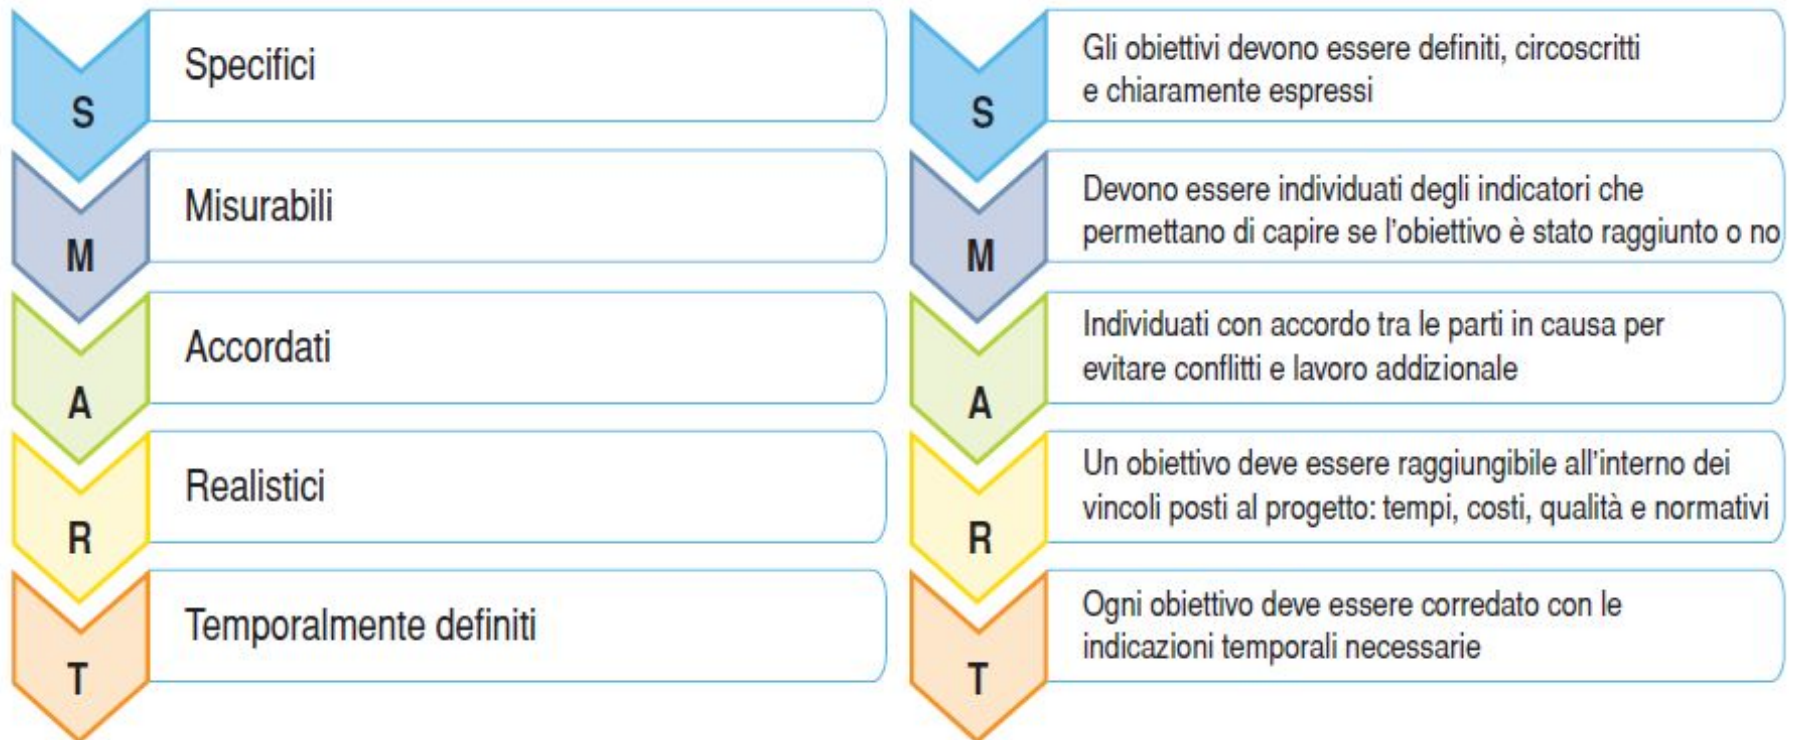 S
Specifici
M
Misurabili
A
Accordati
R
Realistici
T
Temporalmente definiti
S
Gli obiettivi devono essere definiti, circoscritti
e chiaramente espressi
M
Devono essere individuati degli indicatori che
permettano di capire se l'obiettivo è stato raggiunto o no
A
Individuati con accordo tra le parti in causa per
evitare conflitti e lavoro addizionale
R
Un obiettivo deve essere raggiungibile all'interno dei
vincoli posti al progetto: tempi, costi, qualità e normativi
T
Ogni obiettivo deve essere corredato con le
indicazioni temporali necessarie